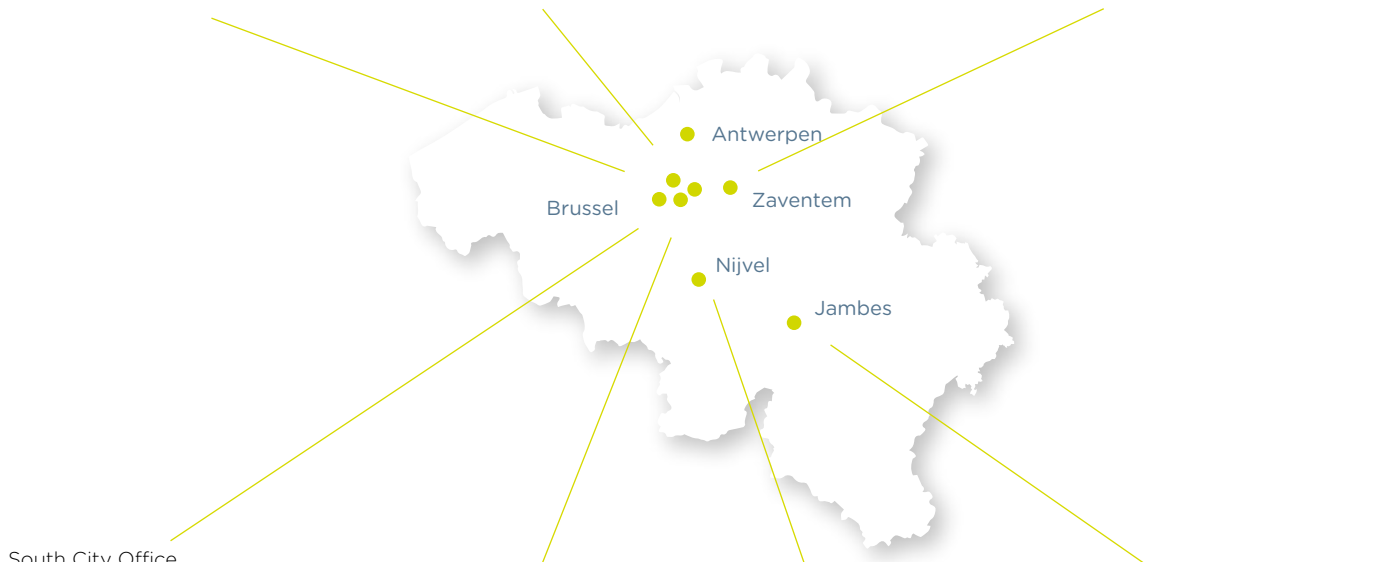 Antwerpen
Zaventem
Brussel
Nijvel
Jambes
South City Office